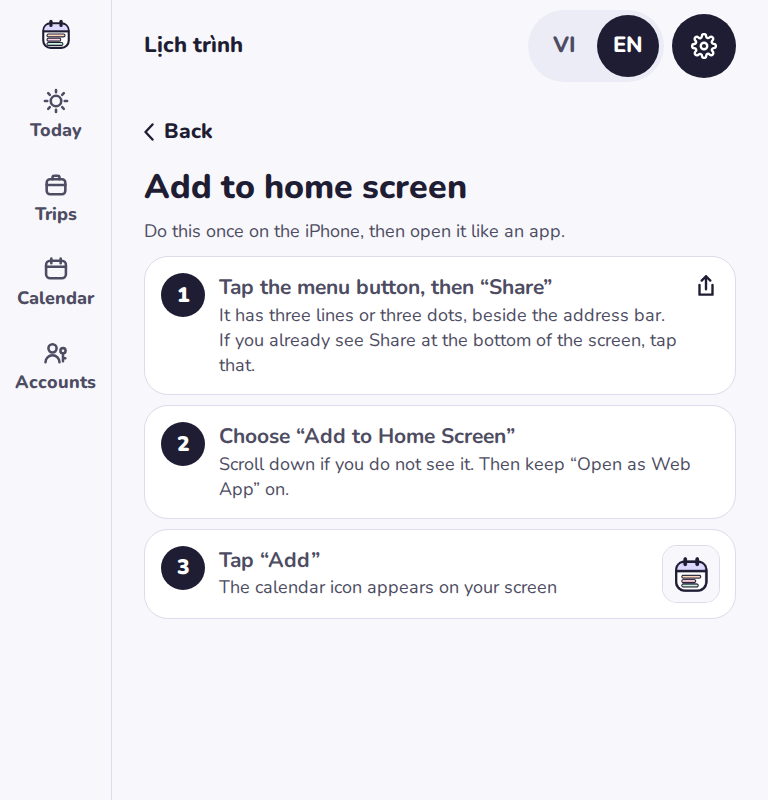 Lịch trình
VI
EN
Today
Trips
Calendar
Accounts
Back
Add to home screen
Do this once on the iPhone, then open it like an app.
1
Tap the menu button, then “Share”
It has three lines or three dots, beside the address bar.
If you already see Share at the bottom of the screen, tap
that.
2
Choose “Add to Home Screen”
Scroll down if you do not see it. Then keep “Open as Web
App” on.
3
Tap “Add”
The calendar icon appears on your screen